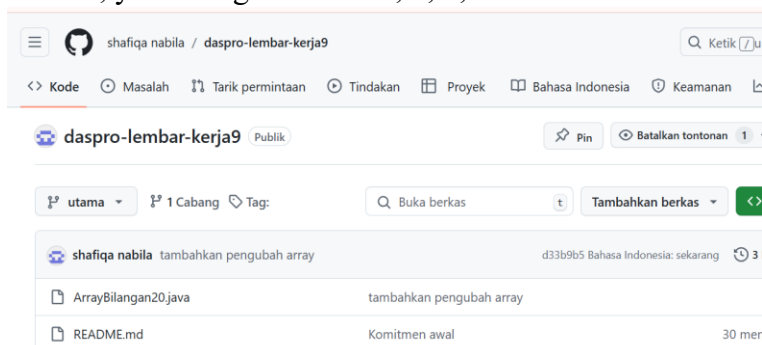 shafiqa nabila / daspro-lembar-kerja9 Ketik / u
<> Kode Masalah Tarik permintaan Tindakan Proyek Bahasa Indonesia Keamanan
daspro-lembar-kerja9 Publik Pin Batalkan tontonan 1
utama 1 Cabang Tag: Buka berkas t Tambahkan berkas <>
shafiqa nabila tambahkan pengubah array d33b9b5 Bahasa Indonesia: sekarang 3
ArrayBilangan20.java tambahkan pengubah array
README.md Komitmen awal 30 men